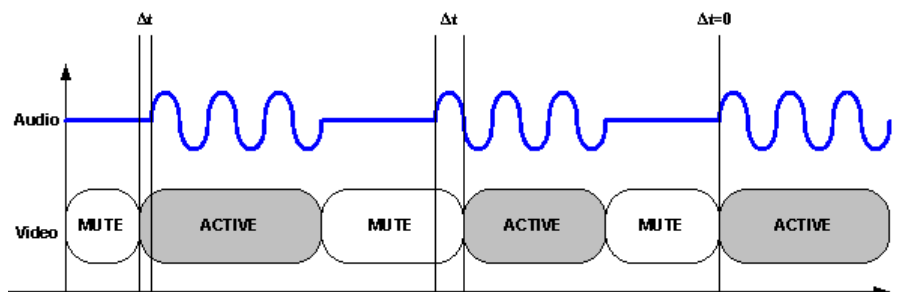 Δt Δt Δt=0
Audio
MUTE ACTIVE MUTE ACTIVE MUTE ACTIVE
Video